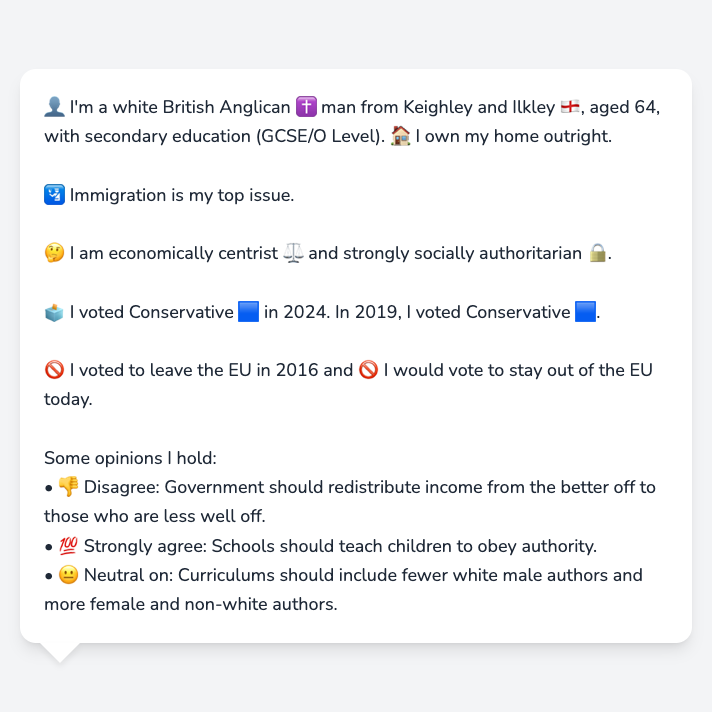 👤 I'm a white British Anglican ✝️ man from Keighley and Ilkley 🏴󠁧󠁢󠁥󠁮󠁧󠁿, aged 64,
with secondary education (GCSE/O Level). 🏠 I own my home outright.
🛂 Immigration is my top issue.
🤔 I am economically centrist ⚖️ and strongly socially authoritarian 🔒.
🗳️ I voted Conservative 🟦 in 2024. In 2019, I voted Conservative 🟦.
🚫 I voted to leave the EU in 2016 and 🚫 I would vote to stay out of the EU
today.
Some opinions I hold:
• 👎 Disagree: Government should redistribute income from the better off to
those who are less well off.
• 💯 Strongly agree: Schools should teach children to obey authority.
• 😐 Neutral on: Curriculums should include fewer white male authors and
more female and non-white authors.